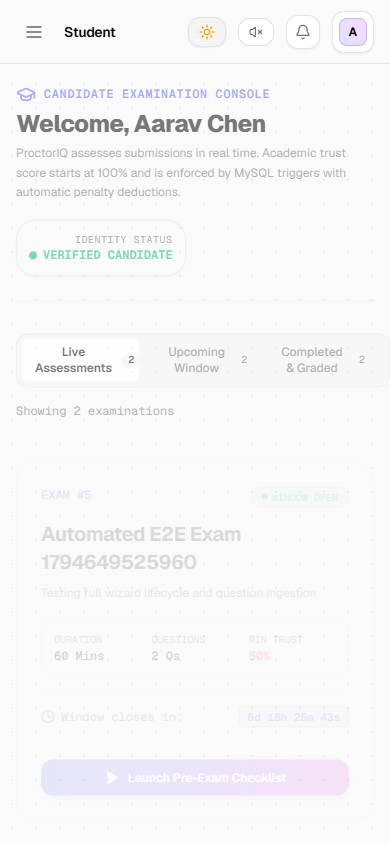 Student
A
CANDIDATE EXAMINATION CONSOLE
Welcome, Aarav Chen
ProctorIQ assesses submissions in real time. Academic trust
score starts at 100% and is enforced by MySQL triggers with
automatic penalty deductions.
IDENTITY STATUS
VERIFIED CANDIDATE
Live Assessments 2
Upcoming Window 2
Completed & Graded 2
Showing 2 examinations
EXAM #5
WINDOW OPEN
Automated E2E Exam
1794649525960
Testing full wizard lifecycle and question ingestion
DURATION QUESTIONS MIN TRUST
60 Mins 2 Qs 50%
Window closes in: 6d 18h 25m 43s
Launch Pre-Exam Checklist